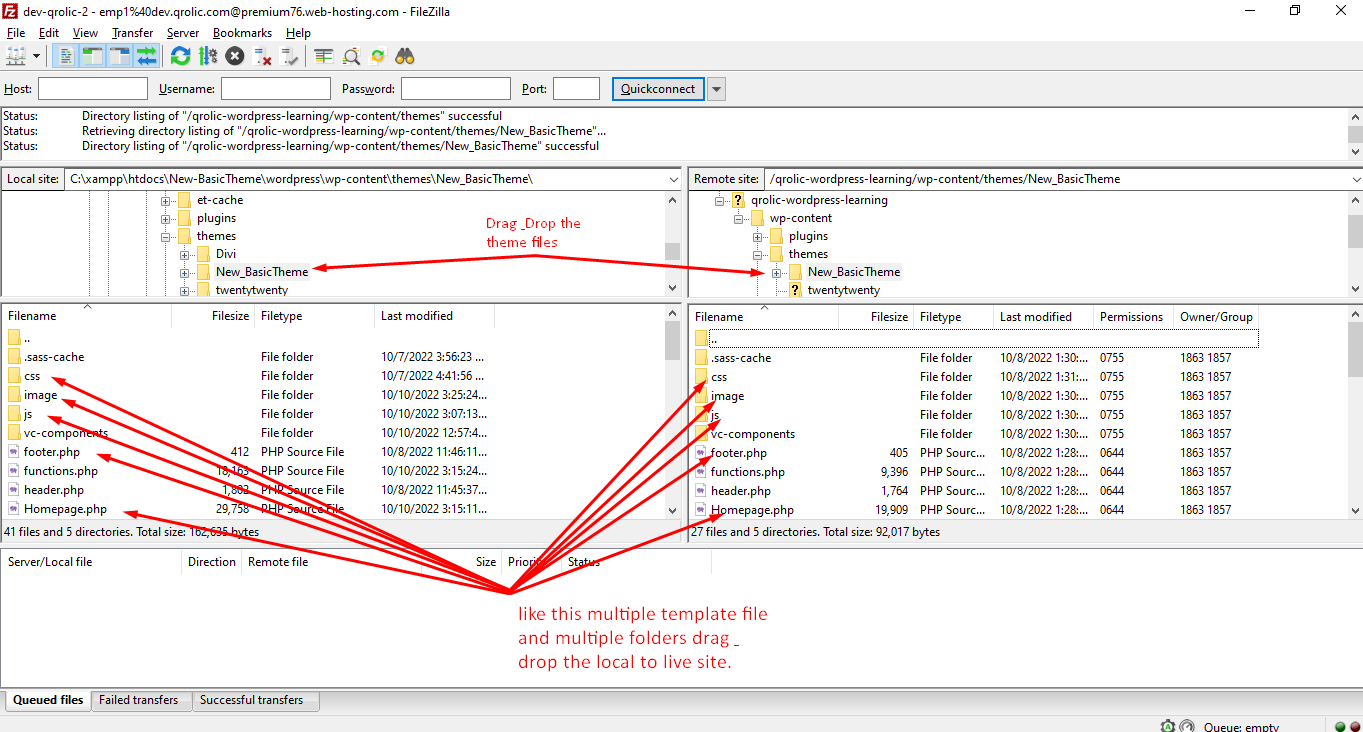 dev-qrolic-2 - emp1%40dev.qrolic.com@premium76.web-hosting.com - FileZilla
File Edit View Transfer Server Bookmarks Help
Host: Username: Password: Port: Quickconnect
Status: Directory listing of "/qrolic-wordpress-learning/wp-content/themes" successful
Status: Retrieving directory listing of "/qrolic-wordpress-learning/wp-content/themes/New_BasicTheme"...
Status: Directory listing of "/qrolic-wordpress-learning/wp-content/themes/New_BasicTheme" successful
Local site: C:\xampp\htdocs\New-BasicTheme\wordpress\wp-content\themes\New_BasicTheme\
et-cache
plugins
themes
Divi
New_BasicTheme
twentytwenty
Drag _Drop the
theme files
Remote site: /qrolic-wordpress-learning/wp-content/themes/New_BasicTheme
? qrolic-wordpress-learning
wp-content
plugins
themes
New_BasicTheme
? twentytwenty
Filename Filesize Filetype Last modified
..
.sass-cache File folder 10/7/2022 3:56:23 ...
css File folder 10/7/2022 4:41:56 ...
image File folder 10/10/2022 3:25:24...
js File folder 10/10/2022 3:07:13...
vc-components File folder 10/10/2022 12:57:4...
footer.php 412 PHP Source File 10/8/2022 11:46:11...
functions.php 18,163 PHP Source File 10/10/2022 3:15:24...
header.php 1,802 PHP Source File 10/8/2022 11:45:37...
Homepage.php 29,758 PHP Source File 10/10/2022 3:15:11...
41 files and 5 directories. Total size: 162,635 bytes
Filename Filesize Filetype Last modified Permissions Owner/Group
..
.sass-cache File folder 10/8/2022 1:30:... 0755 1863 1857
css File folder 10/8/2022 1:31:... 0755 1863 1857
image File folder 10/8/2022 1:30:... 0755 1863 1857
js File folder 10/8/2022 1:30:... 0755 1863 1857
vc-components File folder 10/8/2022 1:30:... 0755 1863 1857
footer.php 405 PHP Sourc... 10/8/2022 1:28:... 0644 1863 1857
functions.php 9,396 PHP Sourc... 10/8/2022 1:28:... 0644 1863 1857
header.php 1,764 PHP Sourc... 10/8/2022 1:28:... 0644 1863 1857
Homepage.php 19,909 PHP Sourc... 10/8/2022 1:28:... 0644 1863 1857
27 files and 5 directories. Total size: 92,017 bytes
Server/Local file Direction Remote file Size Priority Status
like this multiple template file
and multiple folders drag _
drop the local to live site.
Queued files Failed transfers Successful transfers
Queue: empty